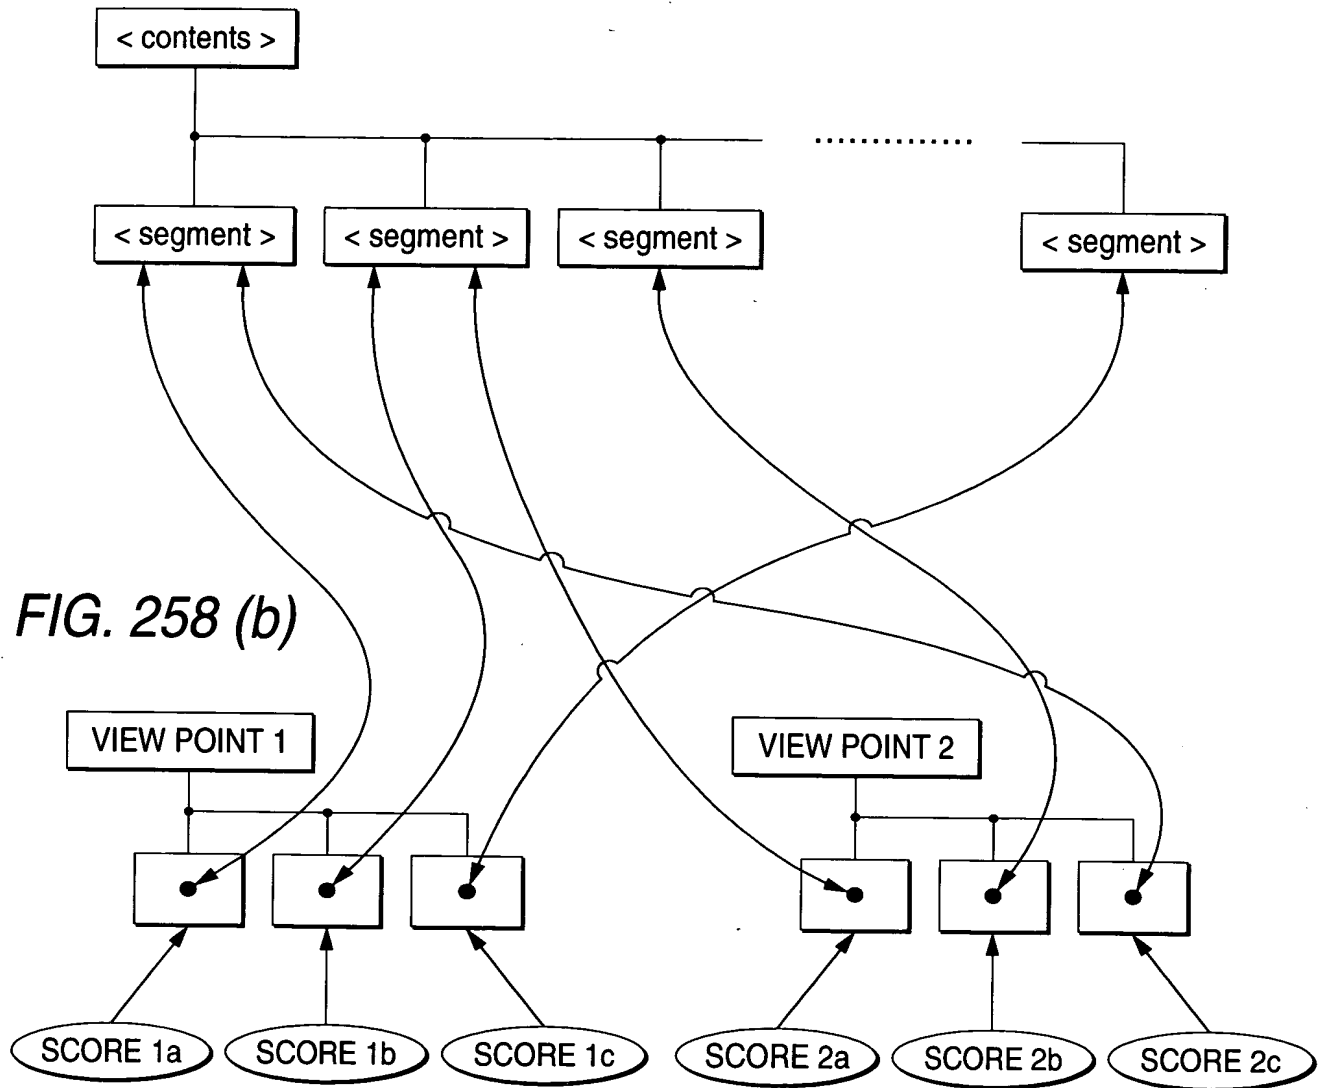 < contents >
< segment >
< segment >
< segment >
< segment >
FIG. 258 (b)
VIEW POINT 1
VIEW POINT 2
SCORE 1a
SCORE 1b
SCORE 1c
SCORE 2a
SCORE 2b
SCORE 2c